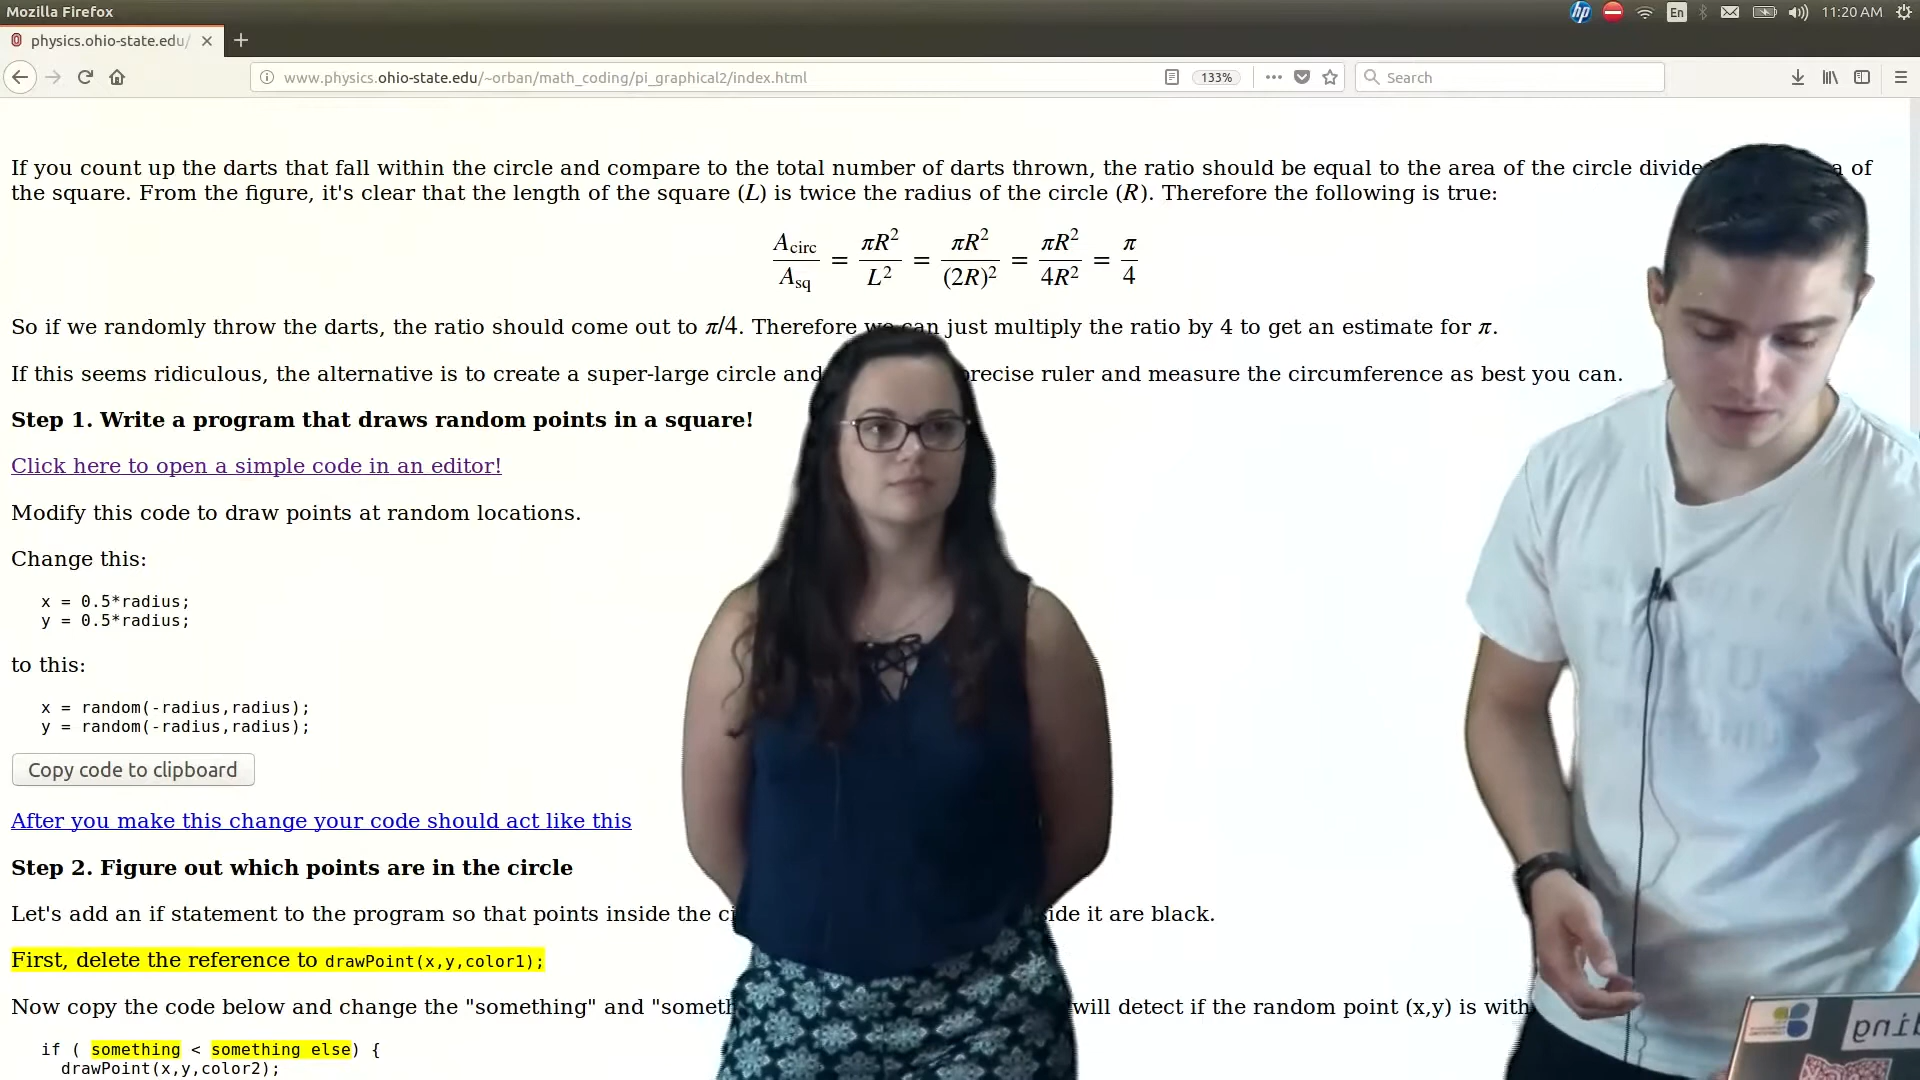 Mozilla Firefox
En
11:20 AM
physics.ohio-state.edu/
www.physics.ohio-state.edu/~orban/math_coding/pi_graphical2/index.html
133%
Search
If you count up the darts that fall within the circle and compare to the total number of darts thrown, the ratio should be equal to the area of the circle divide a of
the square. From the figure, it's clear that the length of the square (L) is twice the radius of the circle (R). Therefore the following is true:
A_circ/A_sq = πR²/L² = πR²/(2R)² = πR²/4R² = π/4
So if we randomly throw the darts, the ratio should come out to π/4. Therefore we can just multiply the ratio by 4 to get an estimate for π.
If this seems ridiculous, the alternative is to create a super-large circle and precise ruler and measure the circumference as best you can.
Step 1. Write a program that draws random points in a square!
Click here to open a simple code in an editor!
Modify this code to draw points at random locations.
Change this:
x = 0.5*radius;
y = 0.5*radius;
to this:
x = random(-radius,radius);
y = random(-radius,radius);
Copy code to clipboard
After you make this change your code should act like this
Step 2. Figure out which points are in the circle
Let's add an if statement to the program so that points inside the ci ide it are black.
First, delete the reference to drawPoint(x,y,color1);
Now copy the code below and change the "something" and "someth will detect if the random point (x,y) is with
if ( something < something else) {
drawPoint(x,y,color2);